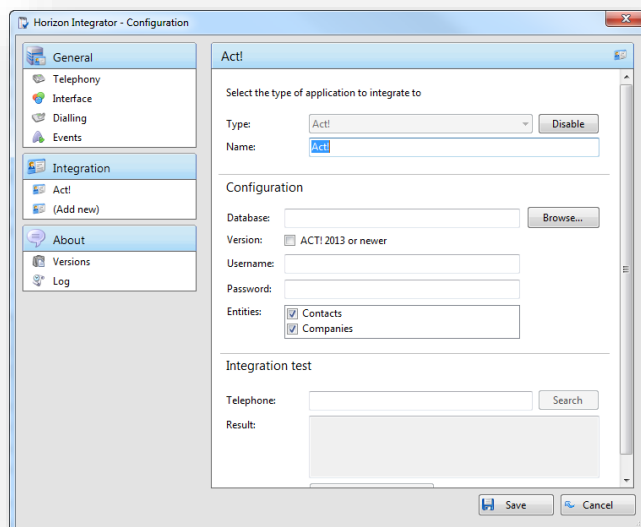 Horizon Integrator - Configuration
General
Telephony
Interface
Dialling
Events
Integration
Act!
(Add new)
About
Versions
Log
Act!
Select the type of application to integrate to
Type: Act! Disable
Name: Act!
Configuration
Database: Browse...
Version: ACT! 2013 or newer
Username:
Password:
Entities: Contacts
Companies
Integration test
Telephone: Search
Result:
Save Cancel